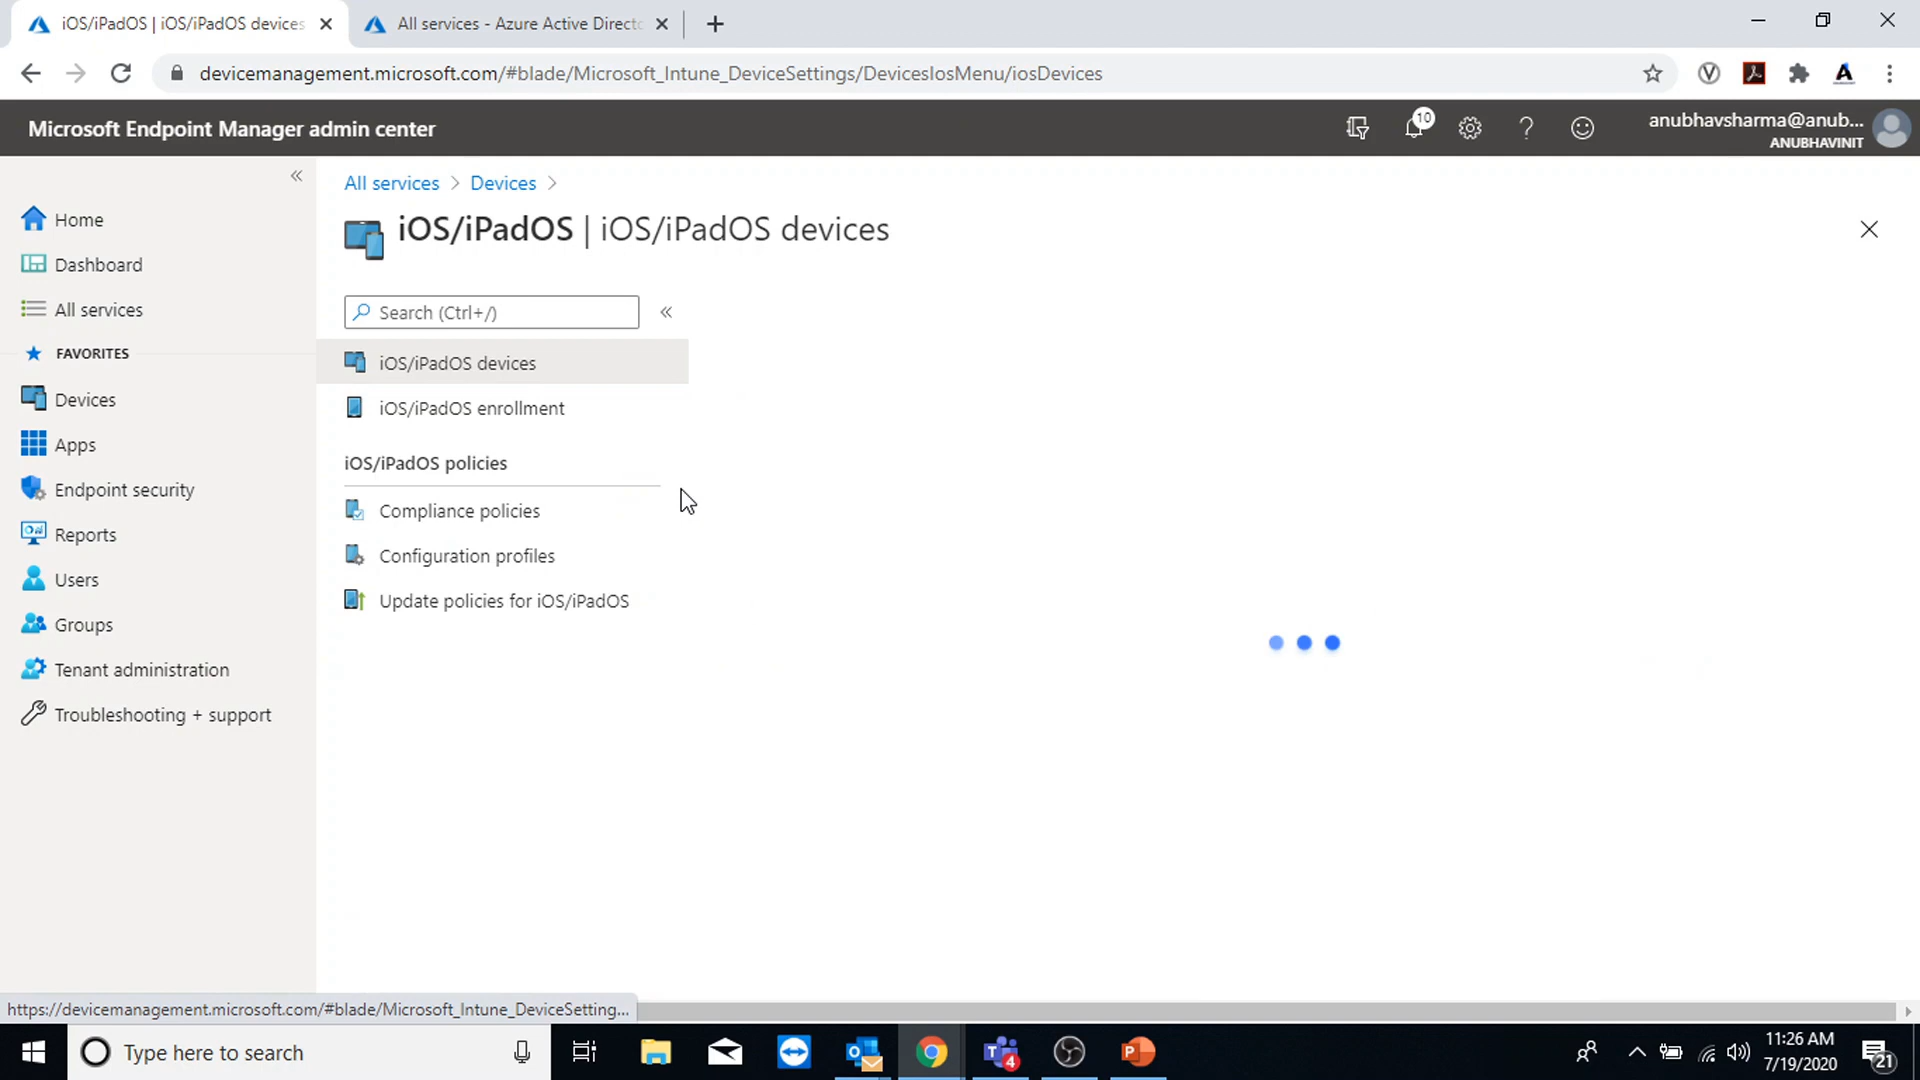 iOS/iPadOS | iOS/iPadOS devices
All services - Azure Active Directo
devicemanagement.microsoft.com/#blade/Microsoft_Intune_DeviceSettings/DevicesIosMenu/iosDevices
Microsoft Endpoint Manager admin center
10
anubhavsharma@anub...
ANUBHAVINIT
All services > Devices >
iOS/iPadOS | iOS/iPadOS devices
Search (Ctrl+/)
Home
Dashboard
All services
FAVORITES
Devices
Apps
Endpoint security
Reports
Users
Groups
Tenant administration
Troubleshooting + support
iOS/iPadOS devices
iOS/iPadOS enrollment
iOS/iPadOS policies
Compliance policies
Configuration profiles
Update policies for iOS/iPadOS
https://devicemanagement.microsoft.com/#blade/Microsoft_Intune_DeviceSetting...
Type here to search
4
11:26 AM
7/19/2020
21